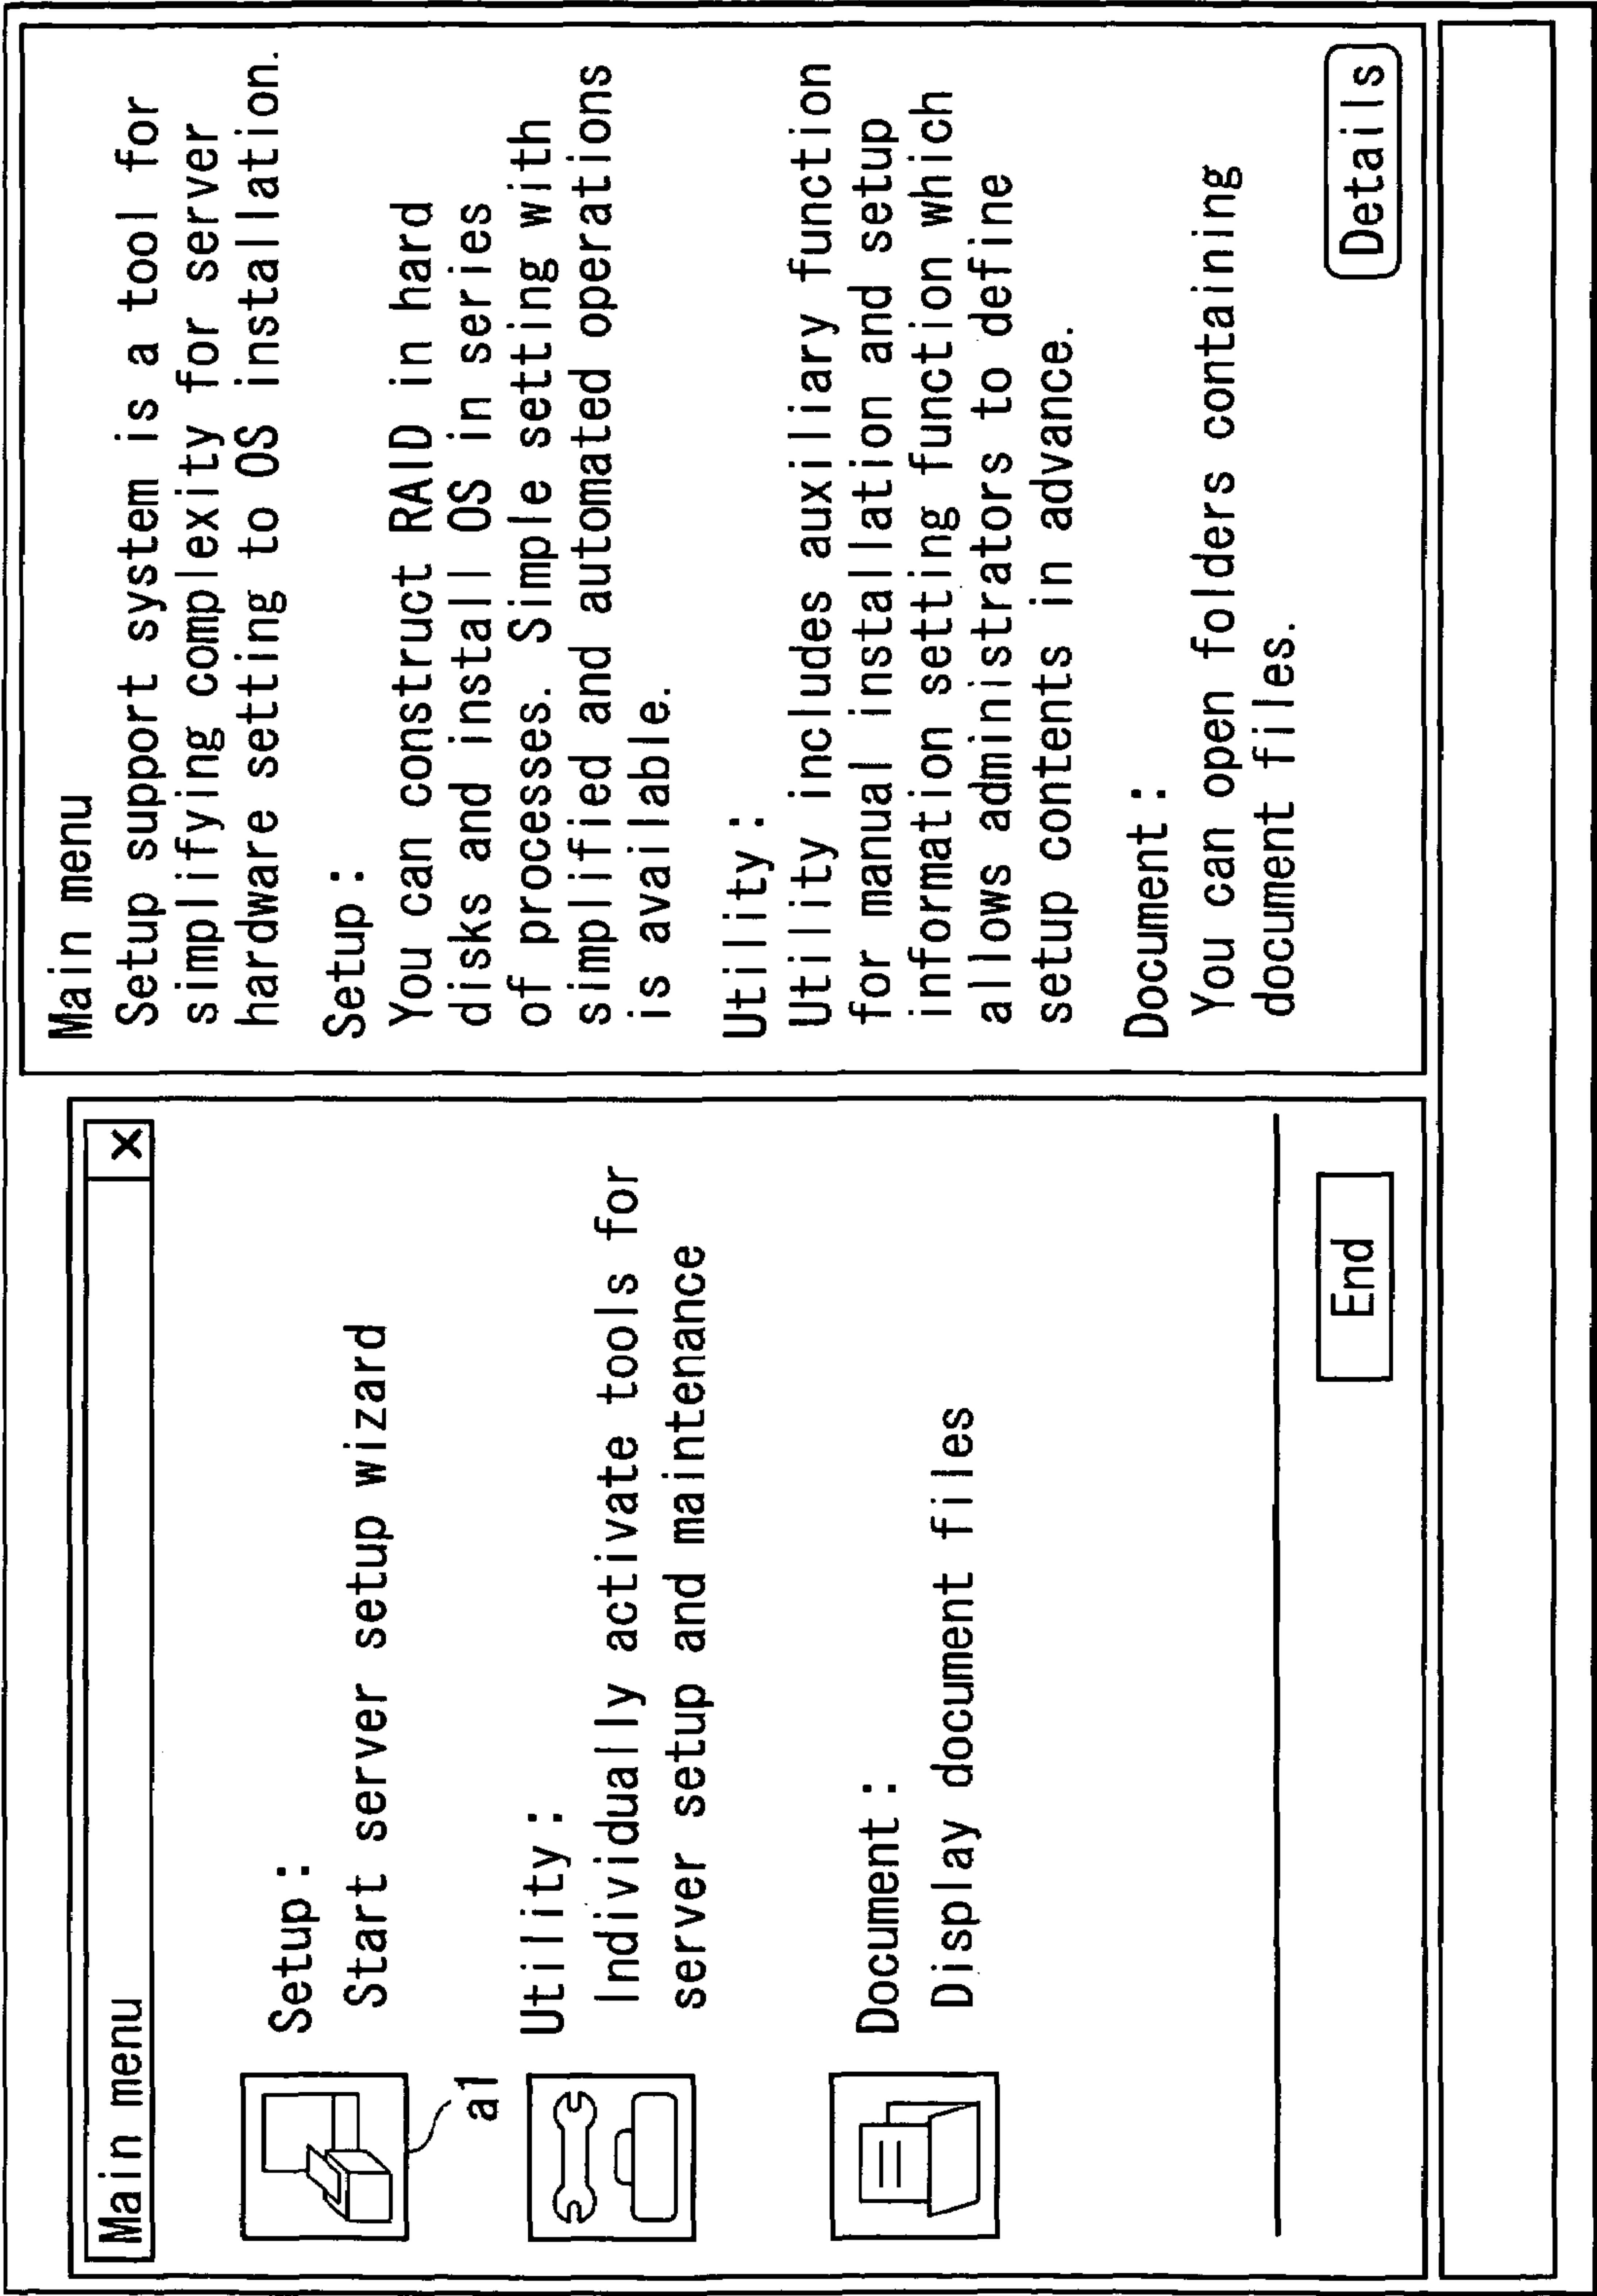 Main menu
X
Setup:
Start server setup wizard
a1
Utility:
Individually activate tools for
server setup and maintenance
Document:
Display document files
End
Main menu
Setup support system is a tool for
simplifying complexity for server
hardware setting to OS installation.
Setup:
You can construct RAID in hard
disks and install OS in series
of processes. Simple setting with
simplified and automated operations
is available.
Utility:
Utility includes auxiliary function
for manual installation and setup
information setting function which
allows administrators to define
setup contents in advance.
Document:
You can open folders containing
document files.
Details